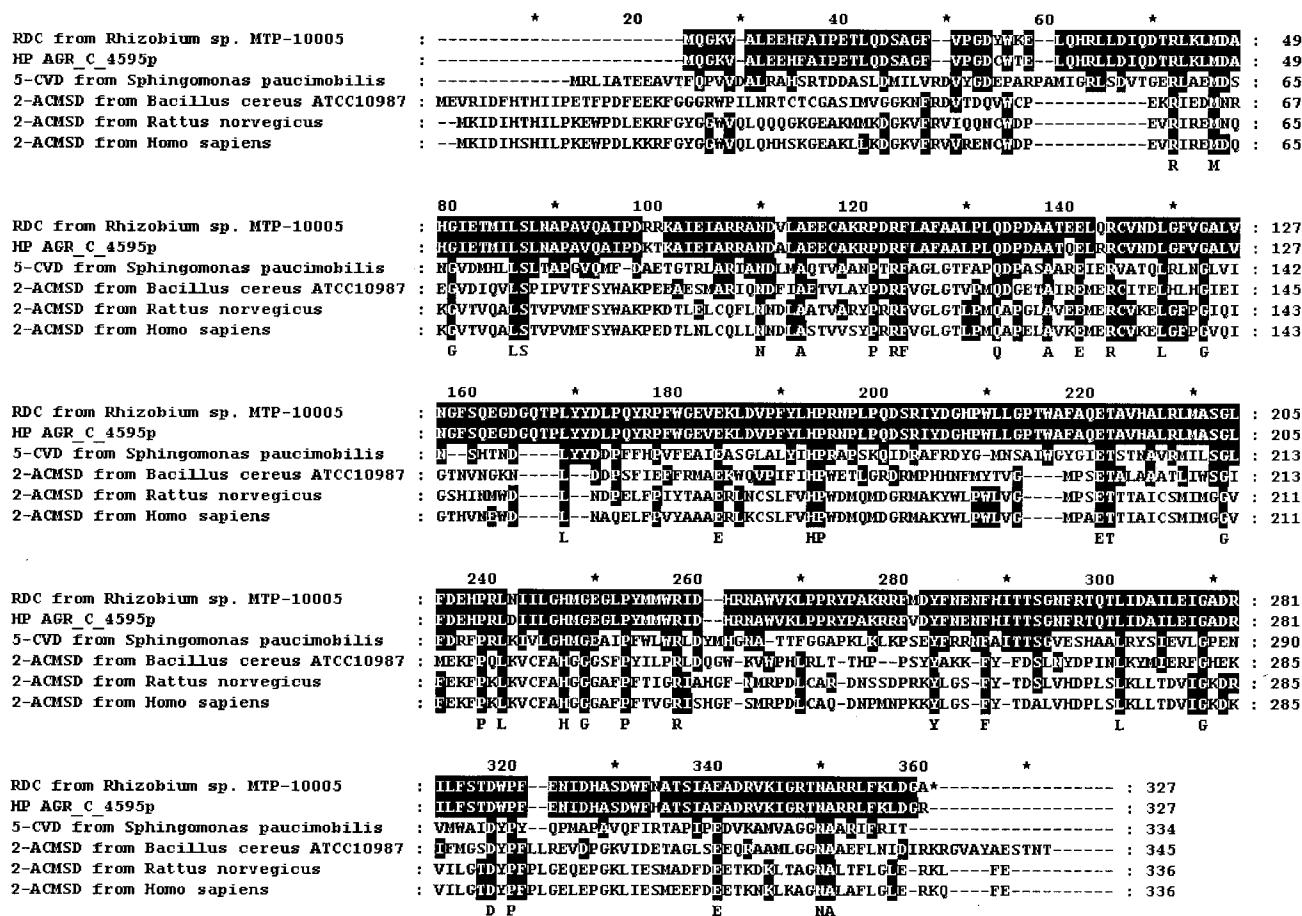 * 20 * 40 * 60 *
RDC from Rhizobium sp. MTP-10005 : ------------------------MQGKV-ALEEHFAIPETLQDSAGF--VPGDYWKE--LQHRLLDIQDTRLKLMDA : 49
HP AGR_C_4595p : ------------------------MQGKV-ALEEHFAIPETLQDSAGF--VPGDCWTE--LQHRLLDIQDTRLKLMDA : 49
5-CVD from Sphingomonas paucimobilis : -------------MRLIATEEAVTFQPVVDALRAHSRTDDASLDMILVRDVYGDEPARPAMIGRLSDVTGERLAEMDS : 65
2-ACMSD from Bacillus cereus ATCC10987 : MEVRIDFHTHIIPETFPDFEEKFGGGRWPILNRTCTCGASIMVGGKNFRDVTDQVWCP-----------EKRIEDMNR : 67
2-ACMSD from Rattus norvegicus : --MKIDIHTHILPKEWPDLEKRFGYGGWVQLQQQGKGEAKMMKDGKVFRVIQQNCWDP-----------EVRIREMNQ : 65
2-ACMSD from Homo sapiens : --MKIDIHSHILPKEWPDLKKRFGYGGWVQLQHHSKGEAKLLKDGKVFRVVRENCWDP-----------EVRIREMDQ : 65
R M
80 * 100 * 120 * 140 *
RDC from Rhizobium sp. MTP-10005 : HGIETMILSLNAPAVQAIPDRRKAIEIARRANDVLAEECAKRPDRFLAFAALPLQDPDAATEELQRCVNDLGFVGALV : 127
HP AGR_C_4595p : HGIETMILSLNAPAVQAIPDKTKAIEIARRANDALAEECAKRPDRFLAFAALPLQDPDAATQELRRCVNDLGFVGALV : 127
5-CVD from Sphingomonas paucimobilis : NGVDMHLLSLTAPGVQMF-DAETGTRLARIANDLMAQTVAANPTRFAGLGTFAPQDPASAAREIERVATQLRLNGLVI : 142
2-ACMSD from Bacillus cereus ATCC10987 : EGVDIQVLSPIPVTFSYWAKPEEAESMARIQNDFIAETVLAYPDRFVGLGTVPMQDGETAIREMERCITELHLHGIEI : 145
2-ACMSD from Rattus norvegicus : KGVTVQALSTVPVMFSYWAKPKDTLELCQFLNNDLAATVARYPRRFVGLGTLPMQAPGLAVEEMERCVKELGFPGIQI : 143
2-ACMSD from Homo sapiens : KGVTVQALSTVPVMFSYWAKPEDTLNLCQLLNNDLASTVVSYPRRFVGLGTLPMQAPELAVKEMERCVKELGFPGVQI : 143
G LS N A P RF Q A E R L G
160 * 180 * 200 * 220 *
RDC from Rhizobium sp. MTP-10005 : NGFSQEGDGQTPLYYDLPQYRPFWGEVEKLDVPFYLHPRNPLPQDSRIYDGHPWLLGPTWAFAQETAVHALRLMASGL : 205
HP AGR_C_4595p : NGFSQEGDGQTPLYYDLPQYRPFWGEVEKLDVPFYLHPRNPLPQDSRIYDGHPWLLGPTWAFAQETAVHALRLMASGL : 205
5-CVD from Sphingomonas paucimobilis : N--SHTND----LYYDDPFFHPVFEAIEASGLALYIHPRAPSKQIDRAFRDYG-MNSAIWGYGIETSTNAVRMILSGL : 213
2-ACMSD from Bacillus cereus ATCC10987 : GTNVNGKN----L--DDPSFIEFFRMAEKWQVPIFIHPWETLGRDRMPHHNFMYTVG----MPSETALAAATLIWSGI : 213
2-ACMSD from Rattus norvegicus : GSHINMWD----L--NDPELFPIYTAAERLNCSLFVHPWDMQMDGRMAKYWLPWLVG----MPSETTTAICSMIMGGV : 211
2-ACMSD from Homo sapiens : GTHVNEWD----L--NAQELFPVYAAAERLKCSLFVHPWDMQMDGRMAKYWLPWLVG----MPAETTIAICSMIMGGV : 211
L E HP ET G
240 * 260 * 280 * 300 *
RDC from Rhizobium sp. MTP-10005 : FDEHPRLNIILGHMGEGLPYMMWRID--HRNAWVKLPPRYPAKRRFMDYFNENFHITTSGNFRTQTLIDAILEIGADR : 281
HP AGR_C_4595p : FDEHPRLNIILGHMGEGLPYMMWRID--HRNAWVKLPPRYPAKRRFVDYFNENFHITTSGNFRTQTLIDAILEIGADR : 281
5-CVD from Sphingomonas paucimobilis : FDRFPRLKIVLGHMGEAIPFWLWRLDYMHGNA-TTFGGAPKLKLKPSEYFRRNFAITTSGVESHAALRYSIEVLGPEN : 290
2-ACMSD from Bacillus cereus ATCC10987 : MEKFPQLKVCFAHGGGSFPYILPRLDQGW-KVWPHLRLT-THPP--PSYYAKK-FY-FDSLNYDPINLKYMIERFGHEK : 285
2-ACMSD from Rattus norvegicus : FEKFPKLKVCFAHGGGAFPFTIGRIAHGF-NMRPDLCAR-DNSSDPRKYLGS-FY-TDSLVHDPLSLKLLTDVIGKDR : 285
2-ACMSD from Homo sapiens : FEKFPKLKVCFAHGGGAFPFTVGRISHGF-SMRPDLCAQ-DNPMNPKKYLGS-FY-TDALVHDPLSLKLLTDVIGKDK : 285
P L H G P R Y F L G
320 * 340 * 360 *
RDC from Rhizobium sp. MTP-10005 : ILFSTDWPF--ENIDHASDWFNATSIAEADRVKIGRTNARRLFKLDGA*---------------- : 327
HP AGR_C_4595p : ILFSTDWPF--ENIDHASDWFHATSIAEADRVKIGRTNARRLFKLDGR----------------- : 327
5-CVD from Sphingomonas paucimobilis : VMWAIDYPY--QPMAPAVQFIRTAPIPEDVKAMVAGGNAARIFRIT------------------- : 334
2-ACMSD from Bacillus cereus ATCC10987 : IFMGSDYPFLLREVDPGKVIDETAGLSEEQRAAMLGGNAAEFLNIDIRKRGVAYAESTNT----- : 345
2-ACMSD from Rattus norvegicus : VILGTDYPFPLGEQEPGKLIESMADFDEETKDKLTAGNALTFLGLERKL--FE------------ : 336
2-ACMSD from Homo sapiens : VILGTDYPFPLGELEPGKLIESMEEFDEETKNKLKAGNALAFLGLERKQ--FE------------ : 336
D P E NA